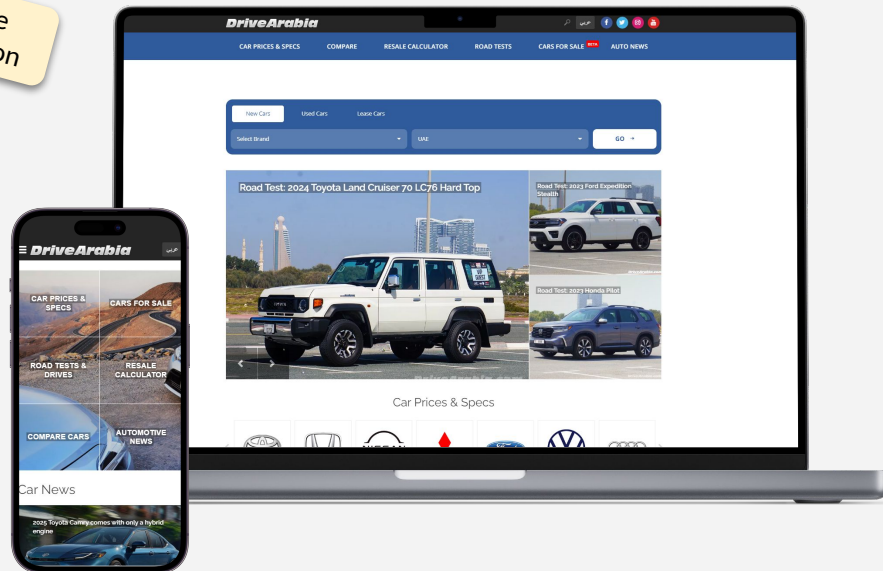 DriveArabia
عربي
CAR PRICES & SPECS
COMPARE
RESALE CALCULATOR
ROAD TESTS
CARS FOR SALE BETA
AUTO NEWS
New Cars
Used Cars
Lease Cars
Select Brand
UAE
GO
Road Test: 2024 Toyota Land Cruiser 70 LC76 Hard Top
Road Test: 2023 Ford Expedition
Stealth
Road Test: 2023 Honda Pilot
Car Prices & Specs
DriveArabia
عربي
CAR PRICES &
SPECS
CARS FOR SALE
ROAD TESTS &
DRIVES
RESALE
CALCULATOR
COMPARE CARS
AUTOMOTIVE
NEWS
Car News
2025 Toyota Camry comes with only a hybrid
engine